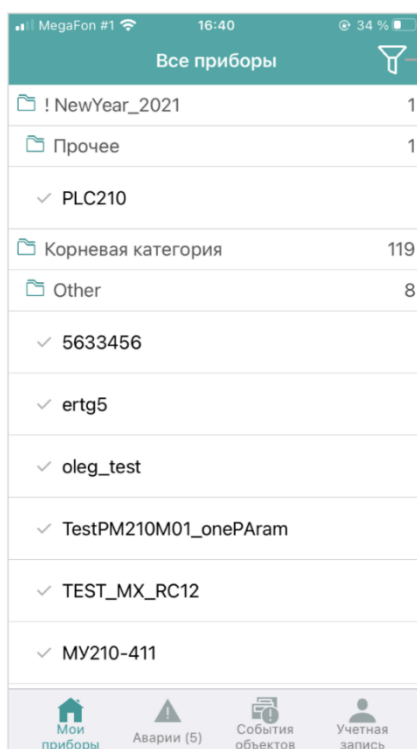 MegaFon #1 16:40 34 %
Все приборы
! NewYear_2021 1
Прочее 1
PLC210
Корневая категория 119
Other 8
5633456
ertg5
oleg_test
TestPM210M01_onePAram
TEST_MX_RC12
МУ210-411
Мои приборы
Аварии (5)
События объектов
Учетная запись